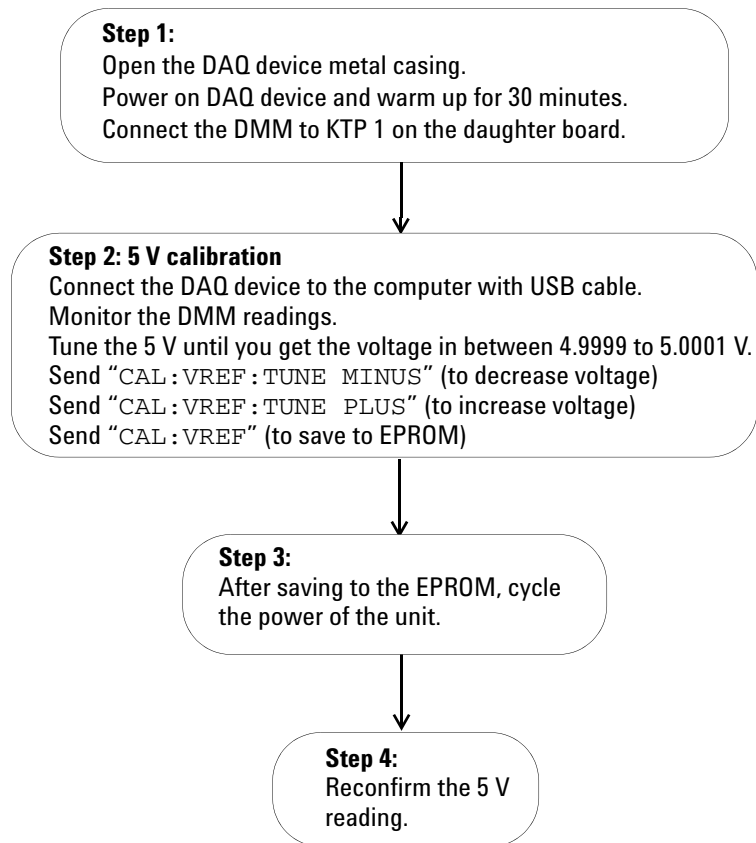 Step 1:
Open the DAQ device metal casing.
Power on DAQ device and warm up for 30 minutes.
Connect the DMM to KTP 1 on the daughter board.
Step 2: 5 V calibration
Connect the DAQ device to the computer with USB cable.
Monitor the DMM readings.
Tune the 5 V until you get the voltage in between 4.9999 to 5.0001 V.
Send “CAL:VREF:TUNE MINUS” (to decrease voltage)
Send “CAL:VREF:TUNE PLUS” (to increase voltage)
Send “CAL:VREF” (to save to EPROM)
Step 3:
After saving to the EPROM, cycle
the power of the unit.
Step 4:
Reconfirm the 5 V
reading.